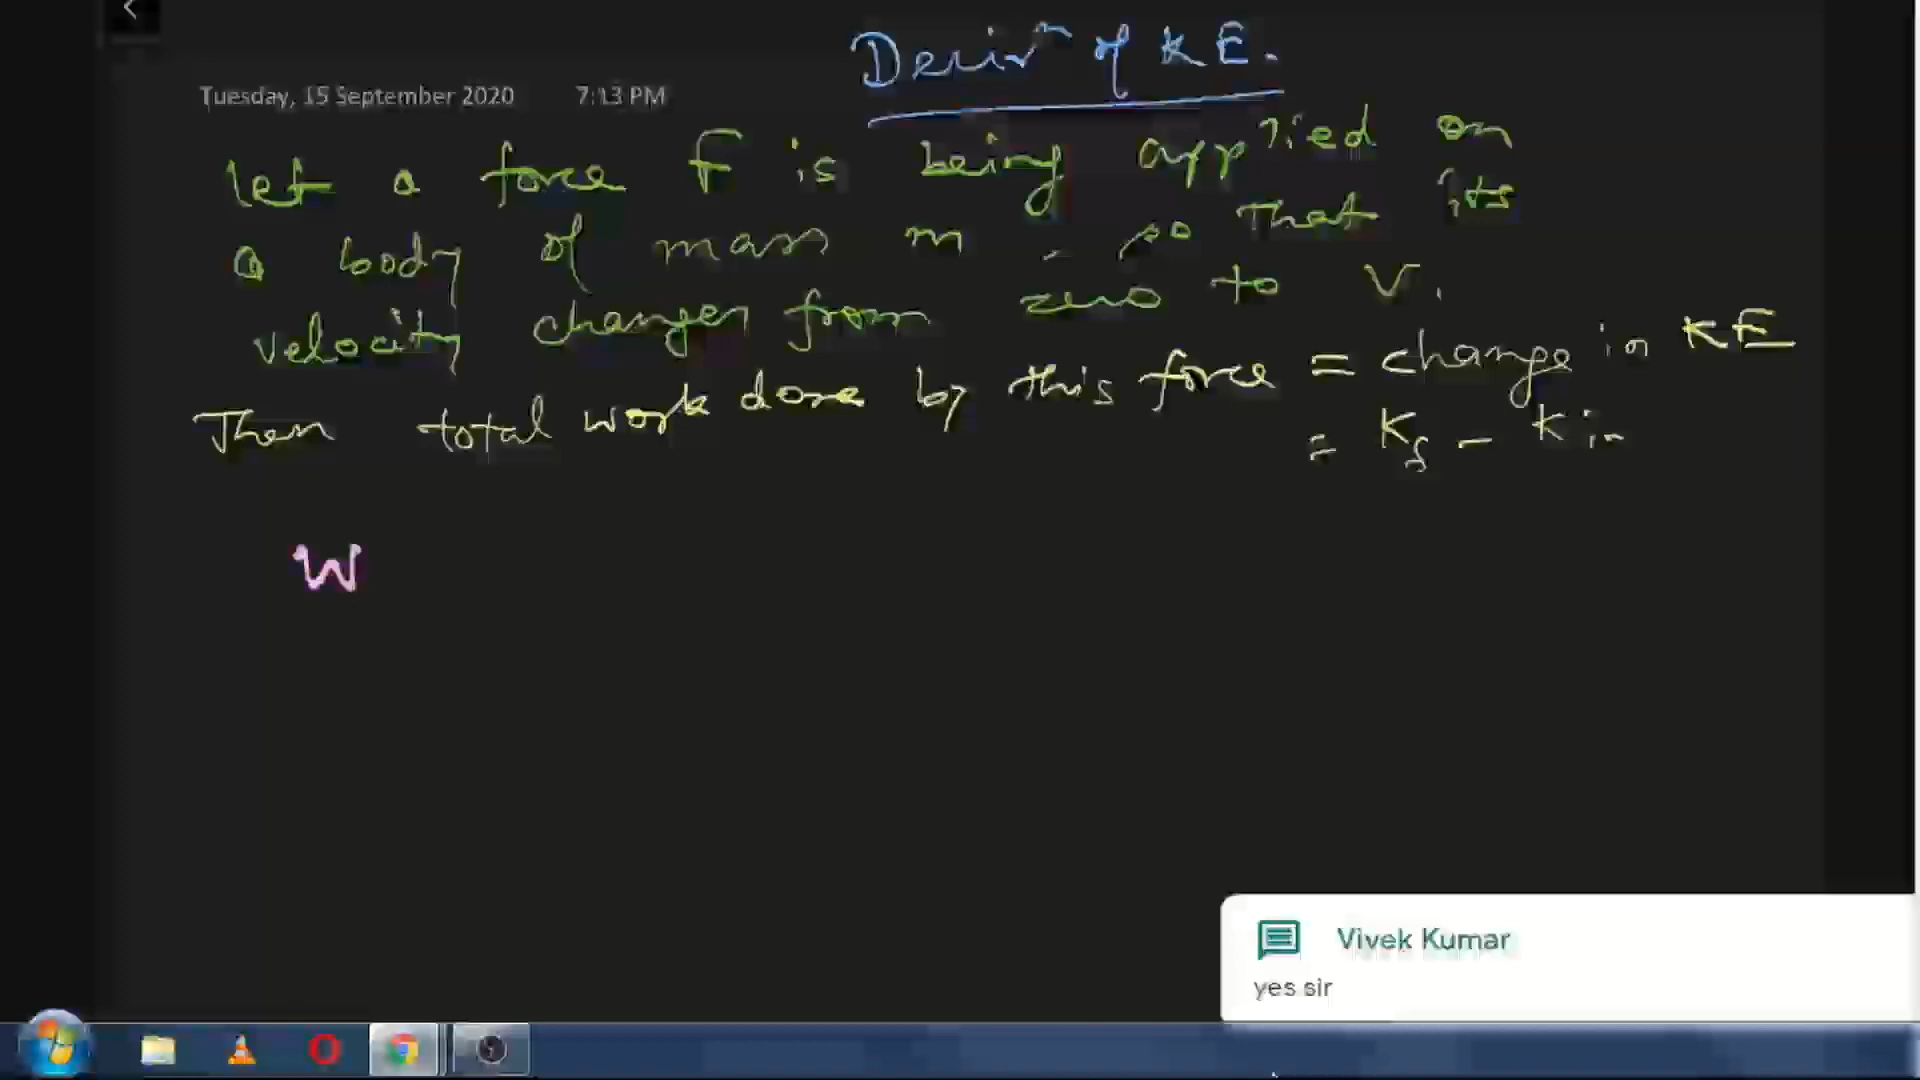 Derivⁿ of K E.
Tuesday, 15 September 2020 7:13 PM
let a force F is being applied on
a body of mass m - so that its
velocity changes from zero to V.
Then total work done by this force = change in KE
= Kf - Kin
W
Vivek Kumar
yes sir